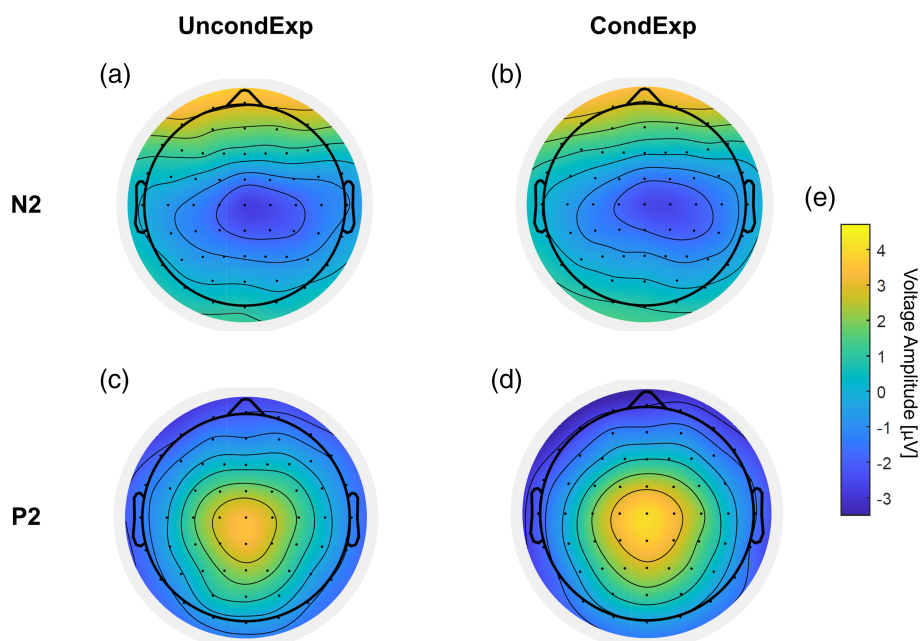 UncondExp
CondExp
(a)
(b)
N2
(e)
4
3
2
1
0
-1
-2
-3
Voltage Amplitude [µV]
(c)
(d)
P2